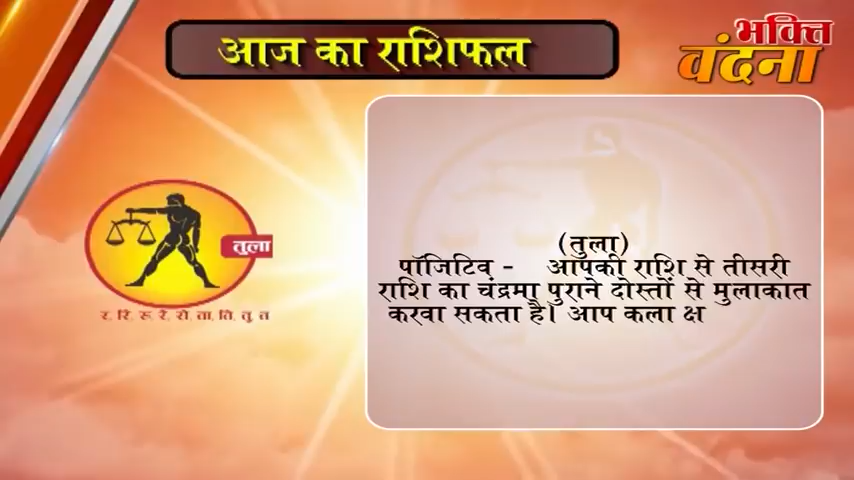 आज का राशिफल
भक्ति
वंदना
तुला
र, रि, रू, रे, रो, ता, ति, तु, त
(तुला)
पॉजिटिव - आपकी राशि से तीसरी
राशि का चंद्रमा पुराने दोस्तों से मुलाकात
करवा सकता है। आप कला क्ष